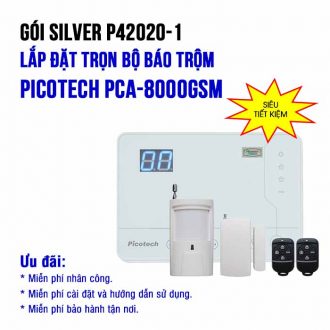 GÓI SILVER P42020-1
LẮP ĐẶT TRỌN BỘ BÁO TRỘM
PICOTECH PCA-8000GSM
SIÊU
TIẾT KIỆM
88
Picotech
Ưu đãi:
* Miễn phí nhân công.
* Miễn phí cài đặt và hướng dẫn sử dụng.
* Miễn phí bảo hành tận nơi.